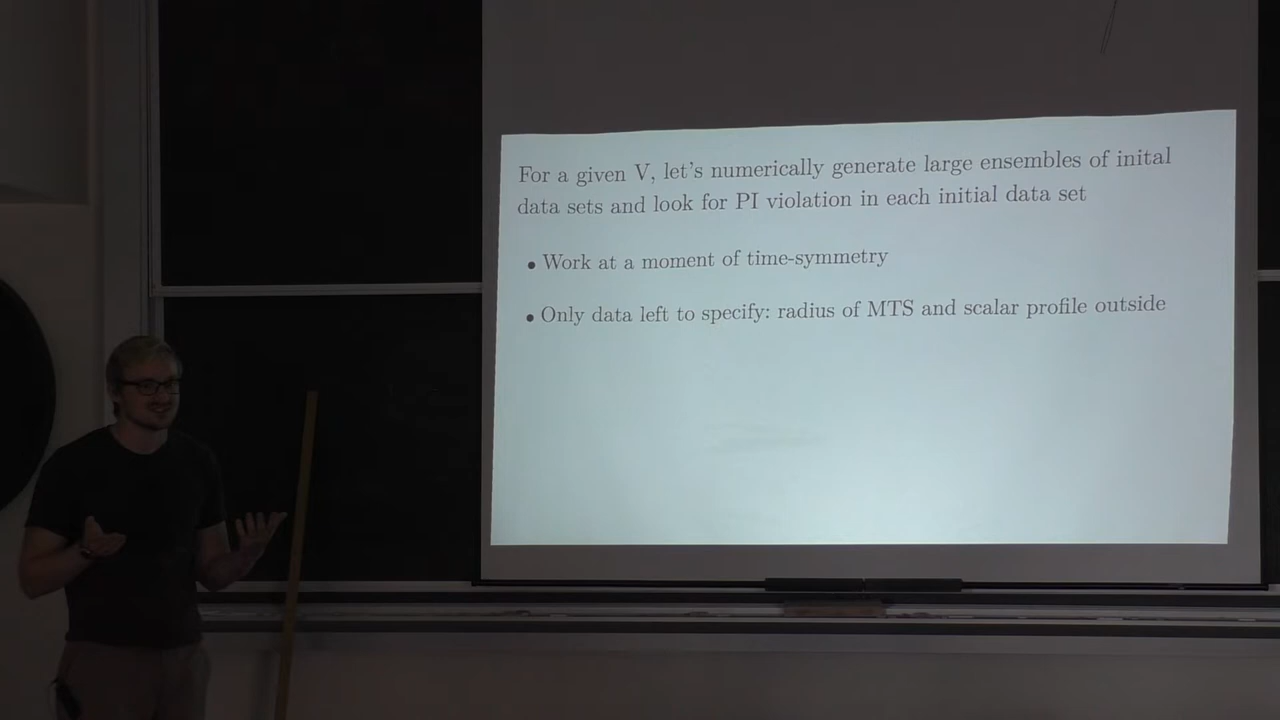 For a given V, let's numerically generate large ensembles of inital
data sets and look for PI violation in each initial data set
• Work at a moment of time-symmetry
• Only data left to specify: radius of MTS and scalar profile outside